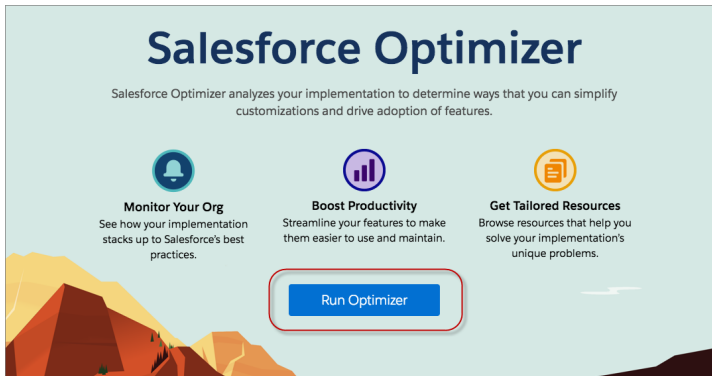 Salesforce Optimizer
Salesforce Optimizer analyzes your implementation to determine ways that you can simplify
customizations and drive adoption of features.
Monitor Your Org
See how your implementation
stacks up to Salesforce's best
practices.
Boost Productivity
Streamline your features to make
them easier to use and maintain.
Get Tailored Resources
Browse resources that help you
solve your implementation's
unique problems.
Run Optimizer